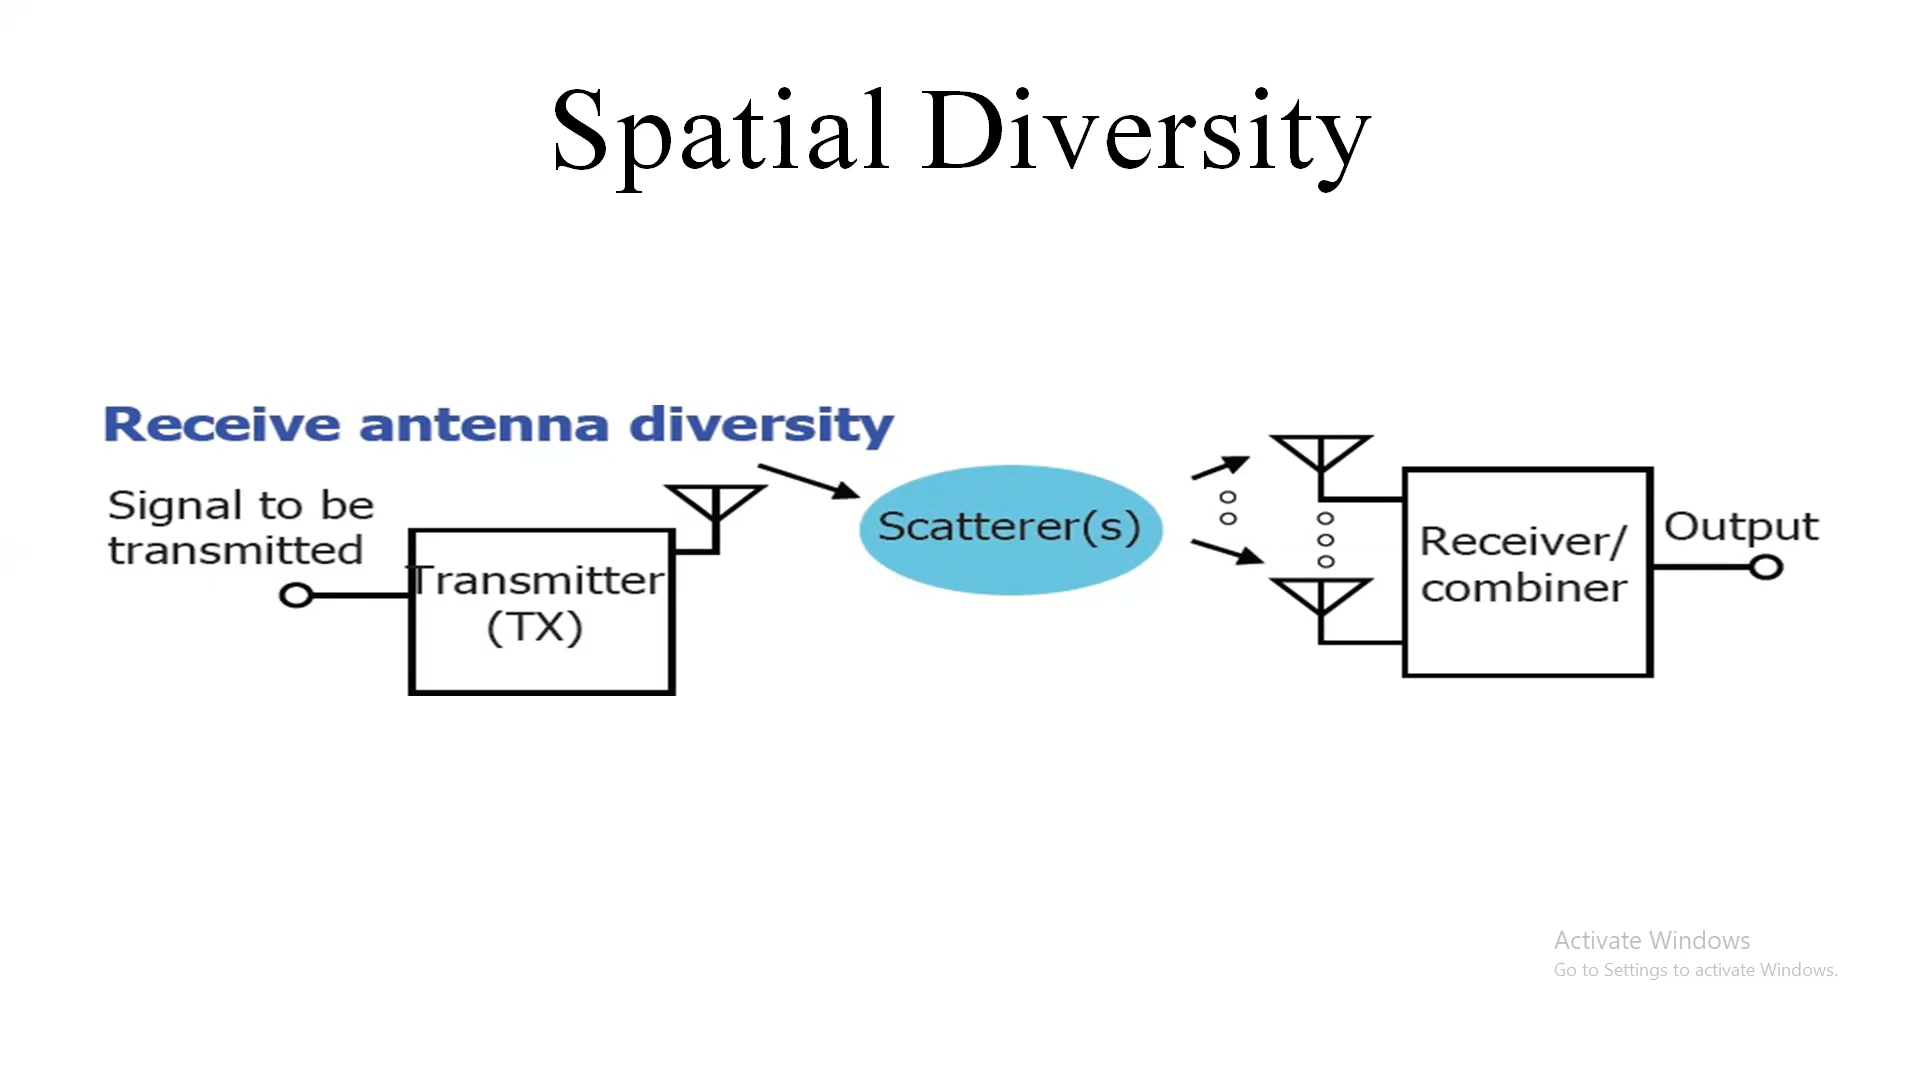 Spatial Diversity
Receive antenna diversity
Signal to be
transmitted
Transmitter
(TX)
Scatterer(s)
Receiver/
combiner
Output
Activate Windows
Go to Settings to activate Windows.